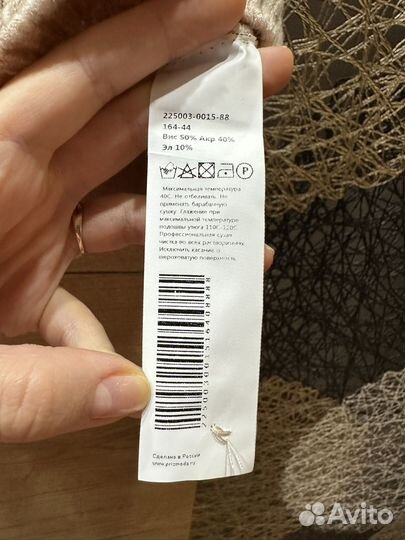 225003-0015-88
164-44
Вис 50% Акр 40%
Эл 10%
P
Максимальная температура
40С. Не отбеливать. Не
применять барабанную
сушку. Глажение при
максимальной температуре
подошвы утюга 110С-120С.
Профессиональная сухая
чистка во всех растворителях.
Исключить касание о
шероховатую поверхность.
Сделано в России
www.prizmoda.ru
Avito